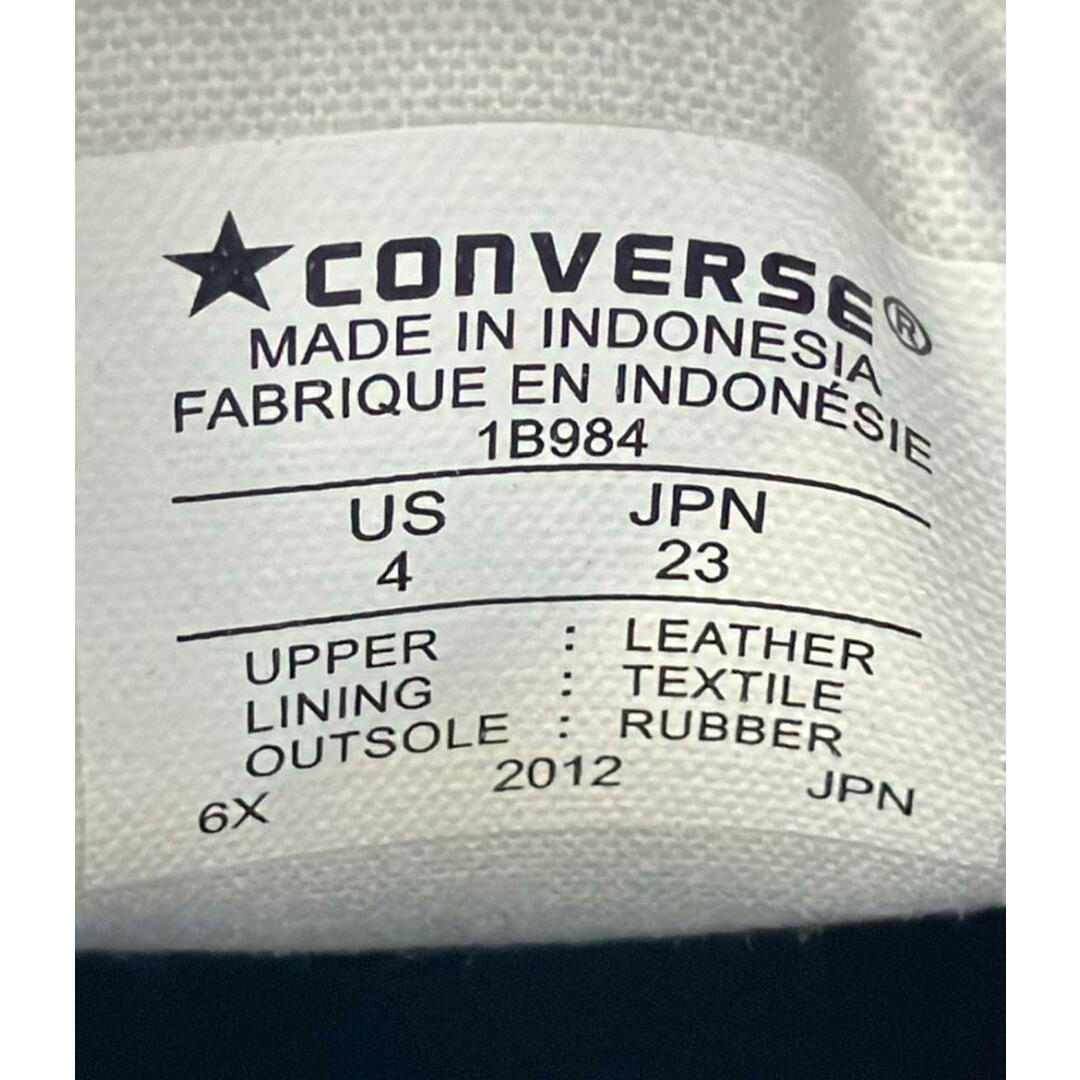 ★CONVERSE®
MADE IN INDONESIA
FABRIQUE EN INDONÉSIE
1B984
US JPN
4 23
UPPER : LEATHER
LINING : TEXTILE
OUTSOLE : RUBBER
6X 2012 JPN